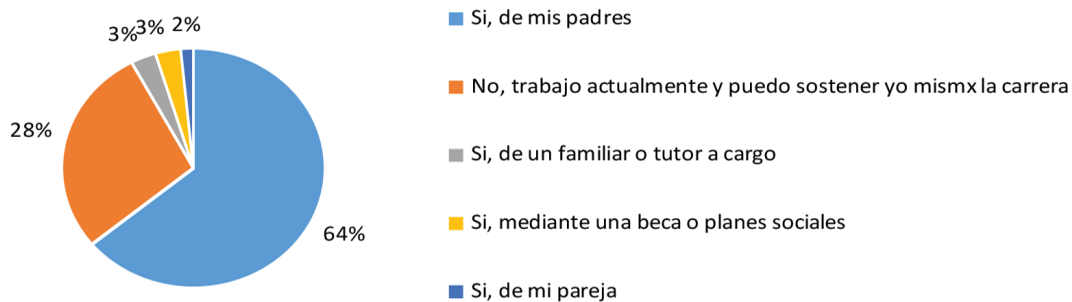 3%
3%
2%
28%
64%
Si, de mis padres
No, trabajo actualmente y puedo sostener yo mismx la carrera
Si, de un familiar o tutor a cargo
Si, mediante una beca o planes sociales
Si, de mi pareja